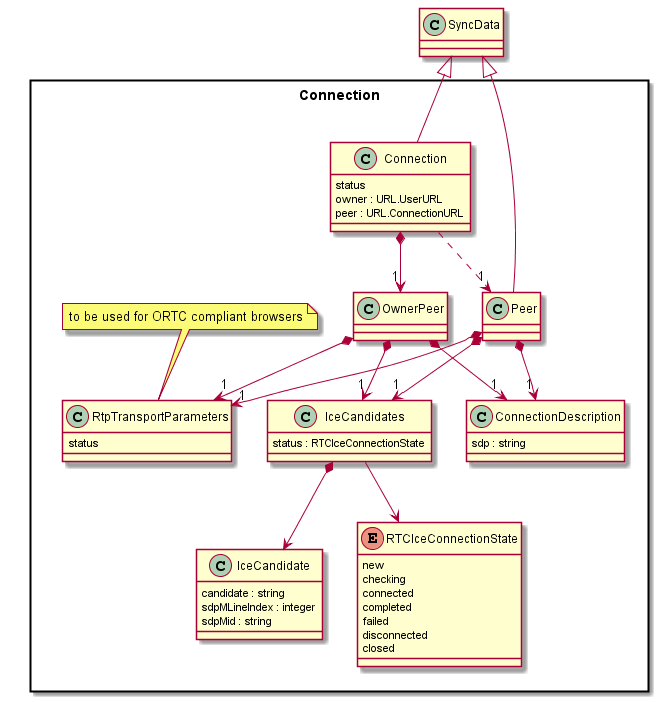 C SyncData
Connection
C Connection
status
owner : URL.UserURL
peer : URL.ConnectionURL
1
1
to be used for ORTC compliant browsers
C OwnerPeer
C Peer
1
1
1
1
1
1
C RtpTransportParameters
status
C IceCandidates
status : RTCIceConnectionState
C ConnectionDescription
sdp : string
C IceCandidate
candidate : string
sdpMLineIndex : integer
sdpMid : string
E RTCIceConnectionState
new
checking
connected
completed
failed
disconnected
closed